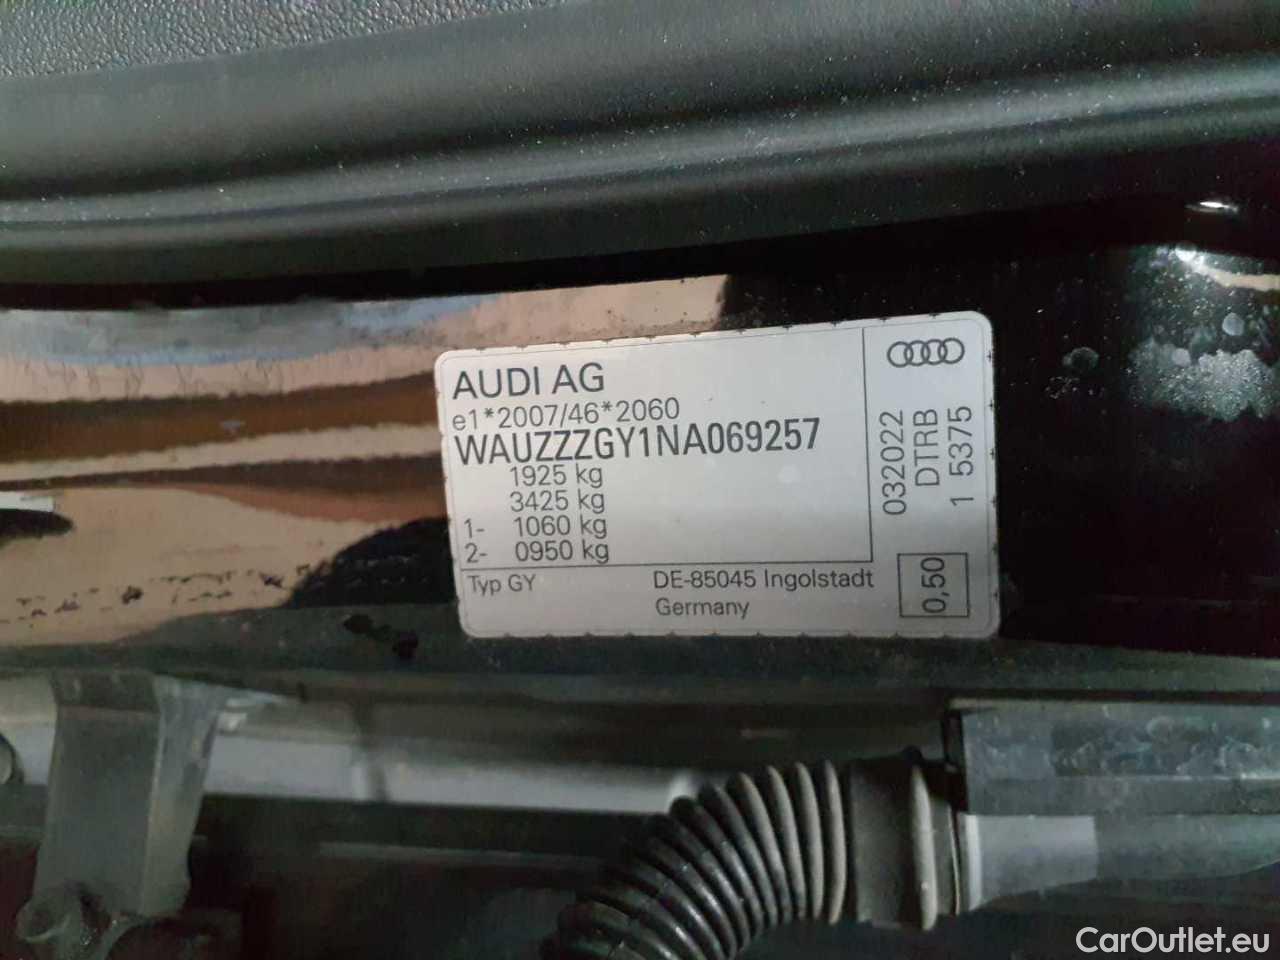 AUDI AG
e1*2007/46*2060
WAUZZZGY1NA069257
1925 kg
3425 kg
1- 1060 kg
2- 0950 kg
Typ GY
DE-85045 Ingolstadt
Germany
032022
DTRB
1 5375
0,50
CarOutlet.eu